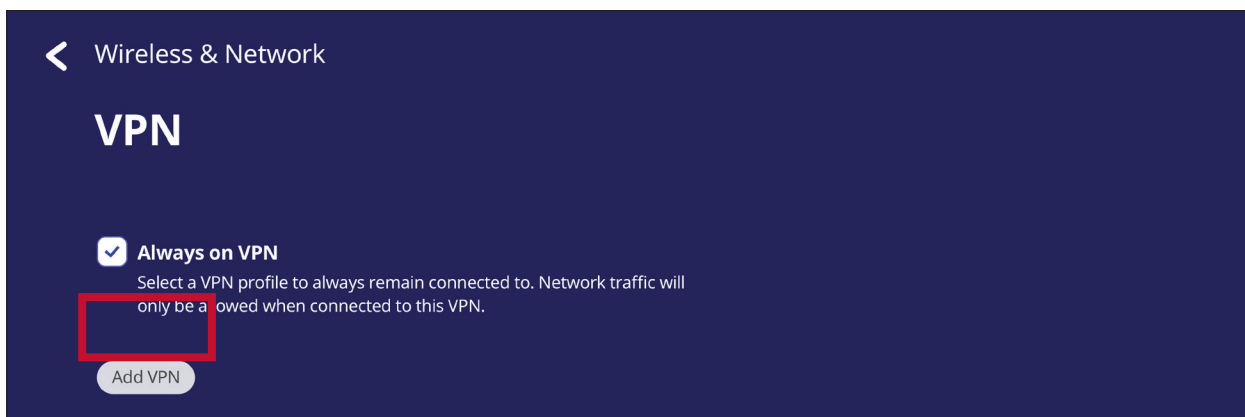 Wireless & Network
VPN
Always on VPN
Select a VPN profile to always remain connected to. Network traffic will
only be allowed when connected to this VPN.
Add VPN